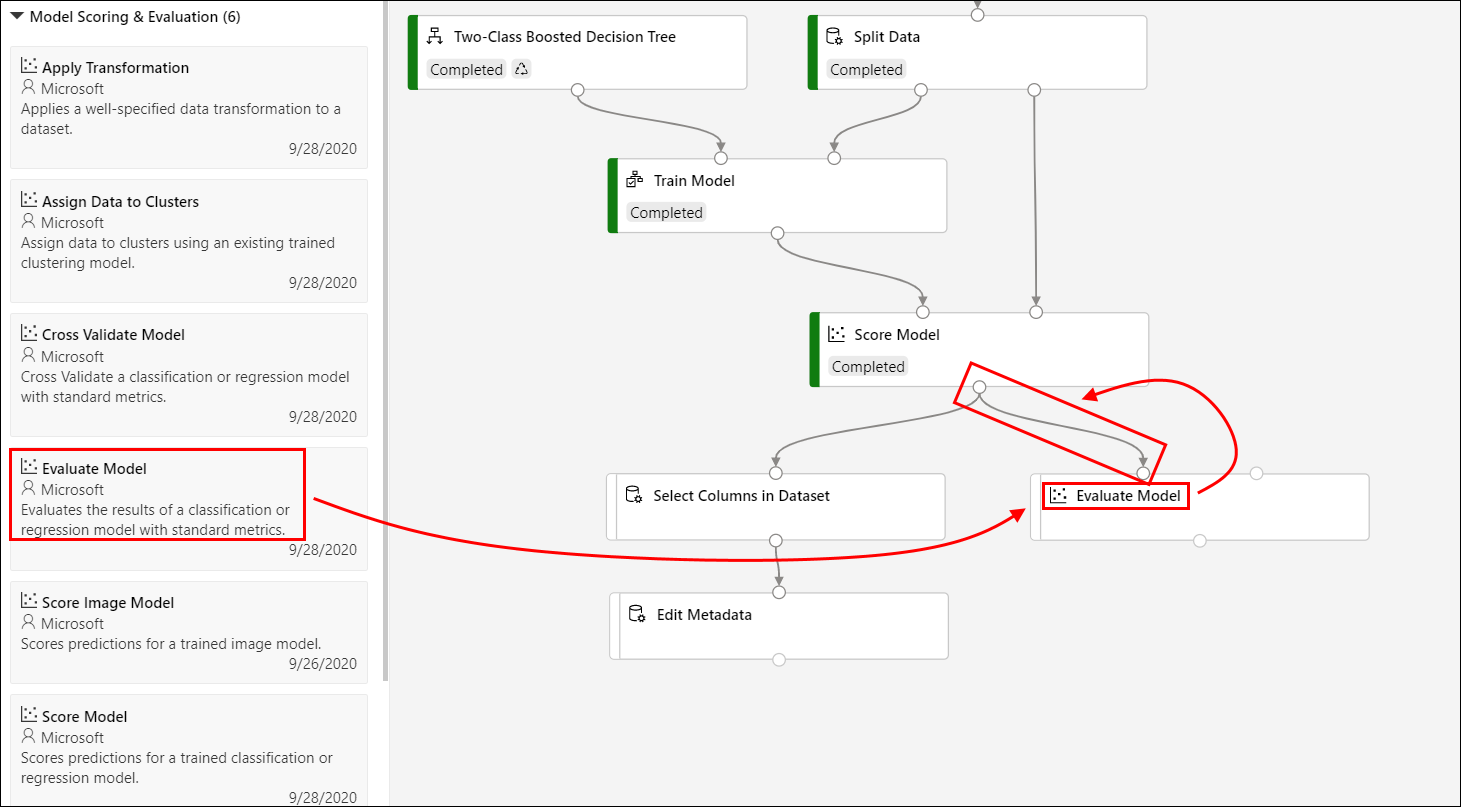 Model Scoring & Evaluation (6)
Apply Transformation
Microsoft
Applies a well-specified data transformation to a
dataset.
9/28/2020
Assign Data to Clusters
Microsoft
Assign data to clusters using an existing trained
clustering model.
9/28/2020
Cross Validate Model
Microsoft
Cross Validate a classification or regression model
with standard metrics.
9/28/2020
Evaluate Model
Microsoft
Evaluates the results of a classification or
regression model with standard metrics.
9/28/2020
Score Image Model
Microsoft
Scores predictions for a trained image model.
9/26/2020
Score Model
Microsoft
Scores predictions for a trained classification or
regression model.
9/28/2020
Two-Class Boosted Decision Tree
Completed
Split Data
Completed
Train Model
Completed
Score Model
Completed
Select Columns in Dataset
Evaluate Model
Edit Metadata